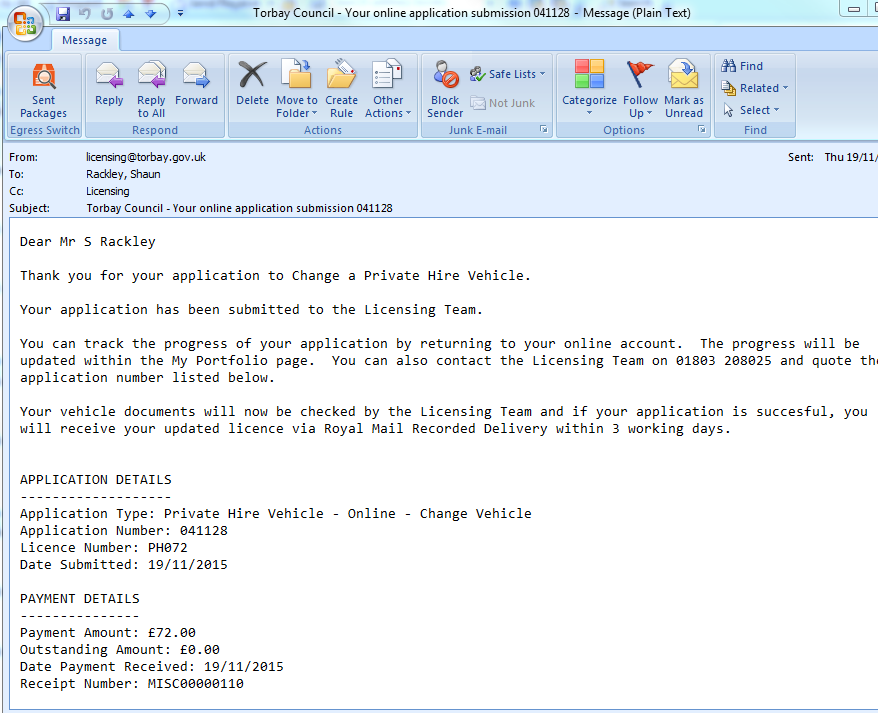 Torbay Council - Your online application submission 041128 - Message (Plain Text)
Message
Sent Packages
Reply
Reply to All
Forward
Delete
Move to Folder
Create Rule
Other Actions
Block Sender
Safe Lists
Not Junk
Categorize
Follow Up
Mark as Unread
Find
Related
Select
Egress Switch
Respond
Actions
Junk E-mail
Options
Find
From: licensing@torbay.gov.uk
Sent: Thu 19/11/
To: Rackley, Shaun
Cc: Licensing
Subject: Torbay Council - Your online application submission 041128
Dear Mr S Rackley
Thank you for your application to Change a Private Hire Vehicle.
Your application has been submitted to the Licensing Team.
You can track the progress of your application by returning to your online account.  The progress will be
updated within the My Portfolio page.  You can also contact the Licensing Team on 01803 208025 and quote the
application number listed below.
Your vehicle documents will now be checked by the Licensing Team and if your application is succesful, you
will receive your updated licence via Royal Mail Recorded Delivery within 3 working days.
APPLICATION DETAILS
-------------------
Application Type: Private Hire Vehicle - Online - Change Vehicle
Application Number: 041128
Licence Number: PH072
Date Submitted: 19/11/2015
PAYMENT DETAILS
---------------
Payment Amount: £72.00
Outstanding Amount: £0.00
Date Payment Received: 19/11/2015
Receipt Number: MISC00000110